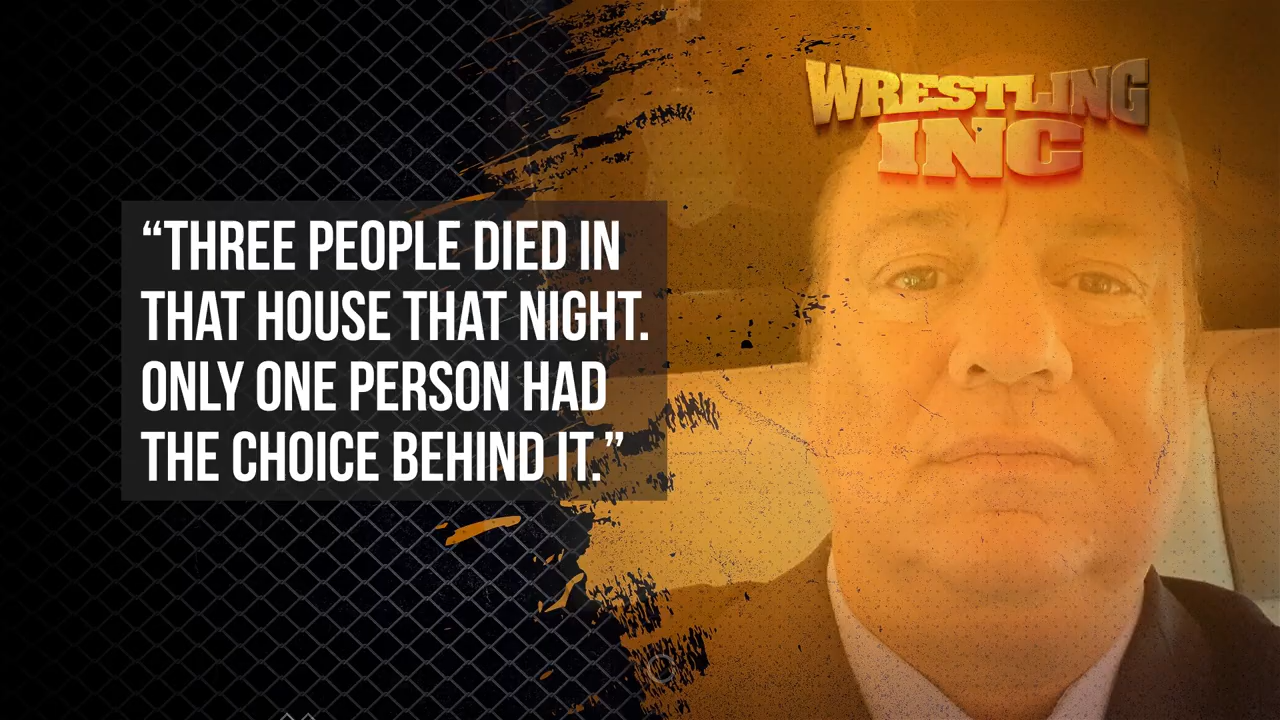 WRESTLING
INC
“THREE PEOPLE DIED IN
THAT HOUSE THAT NIGHT.
ONLY ONE PERSON HAD
THE CHOICE BEHIND IT.”